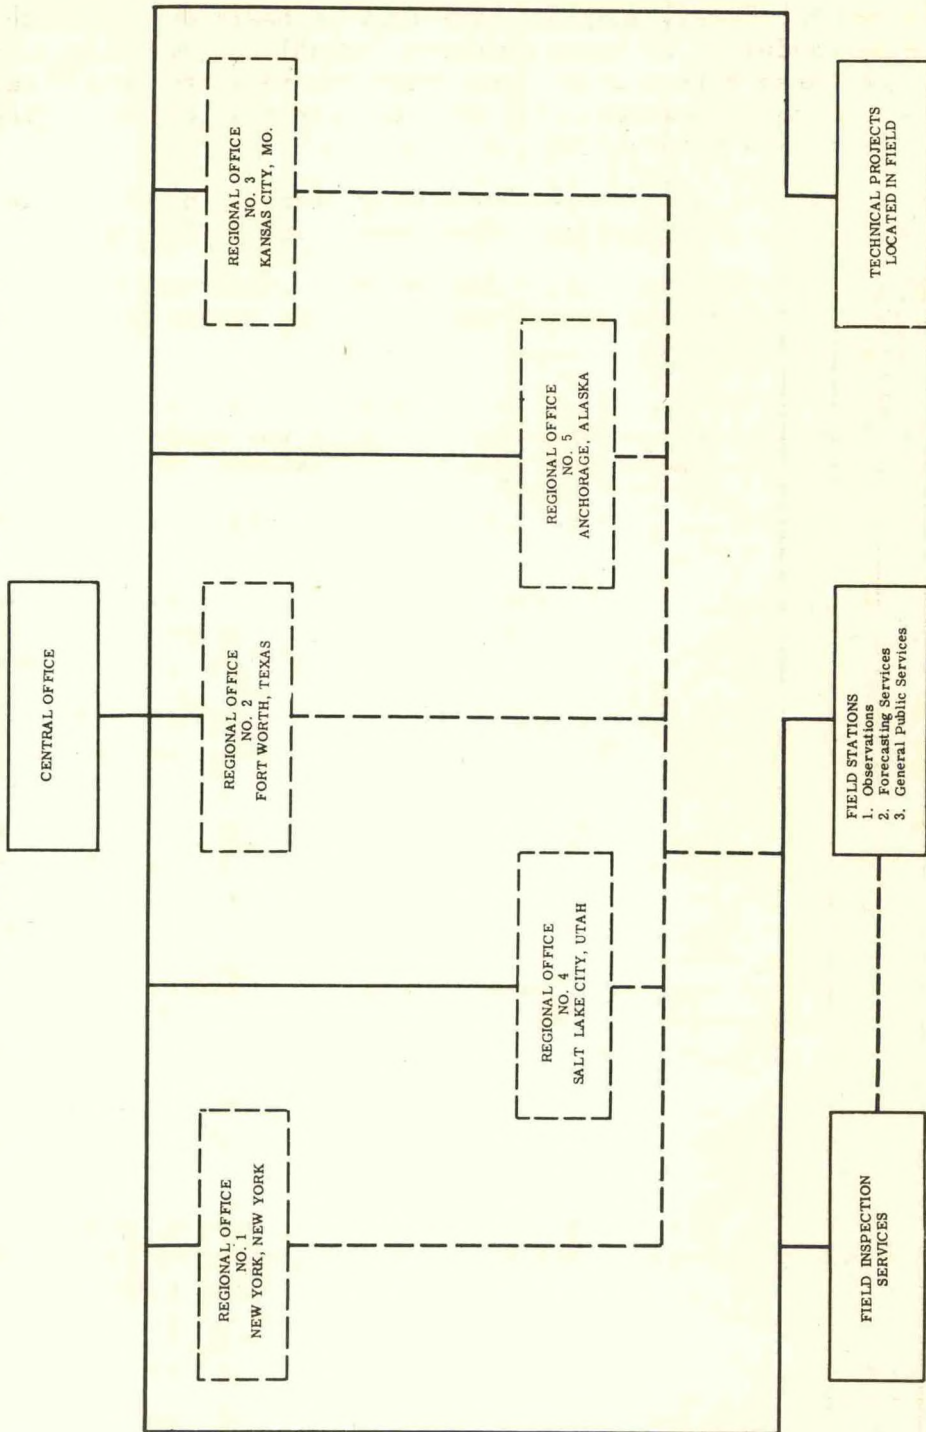 CENTRAL OFFICE
REGIONAL OFFICE
NO. 1
NEW YORK, NEW YORK
REGIONAL OFFICE
NO. 2
FORT WORTH, TEXAS
REGIONAL OFFICE
NO. 3
KANSAS CITY, MO.
REGIONAL OFFICE
NO. 4
SALT LAKE CITY, UTAH
REGIONAL OFFICE
NO. 5
ANCHORAGE, ALASKA
FIELD INSPECTION
SERVICES
FIELD STATIONS
1. Observations
2. Forecasting Services
3. General Public Services
TECHNICAL PROJECTS
LOCATED IN FIELD